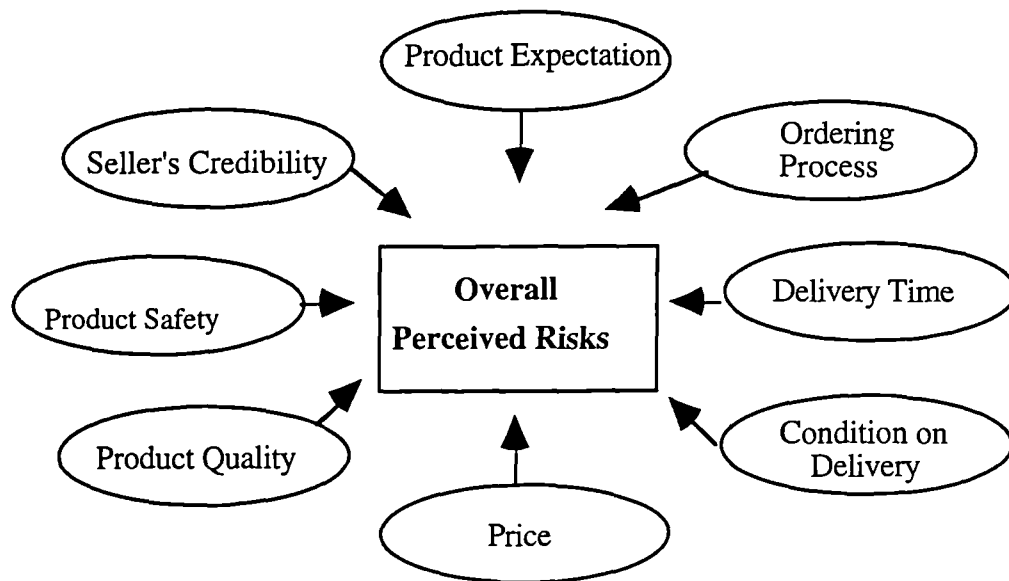 Product Expectation
Ordering
Process
Seller's Credibility
Overall
Perceived Risks
Delivery Time
Product Safety
Product Quality
Condition on
Delivery
Price